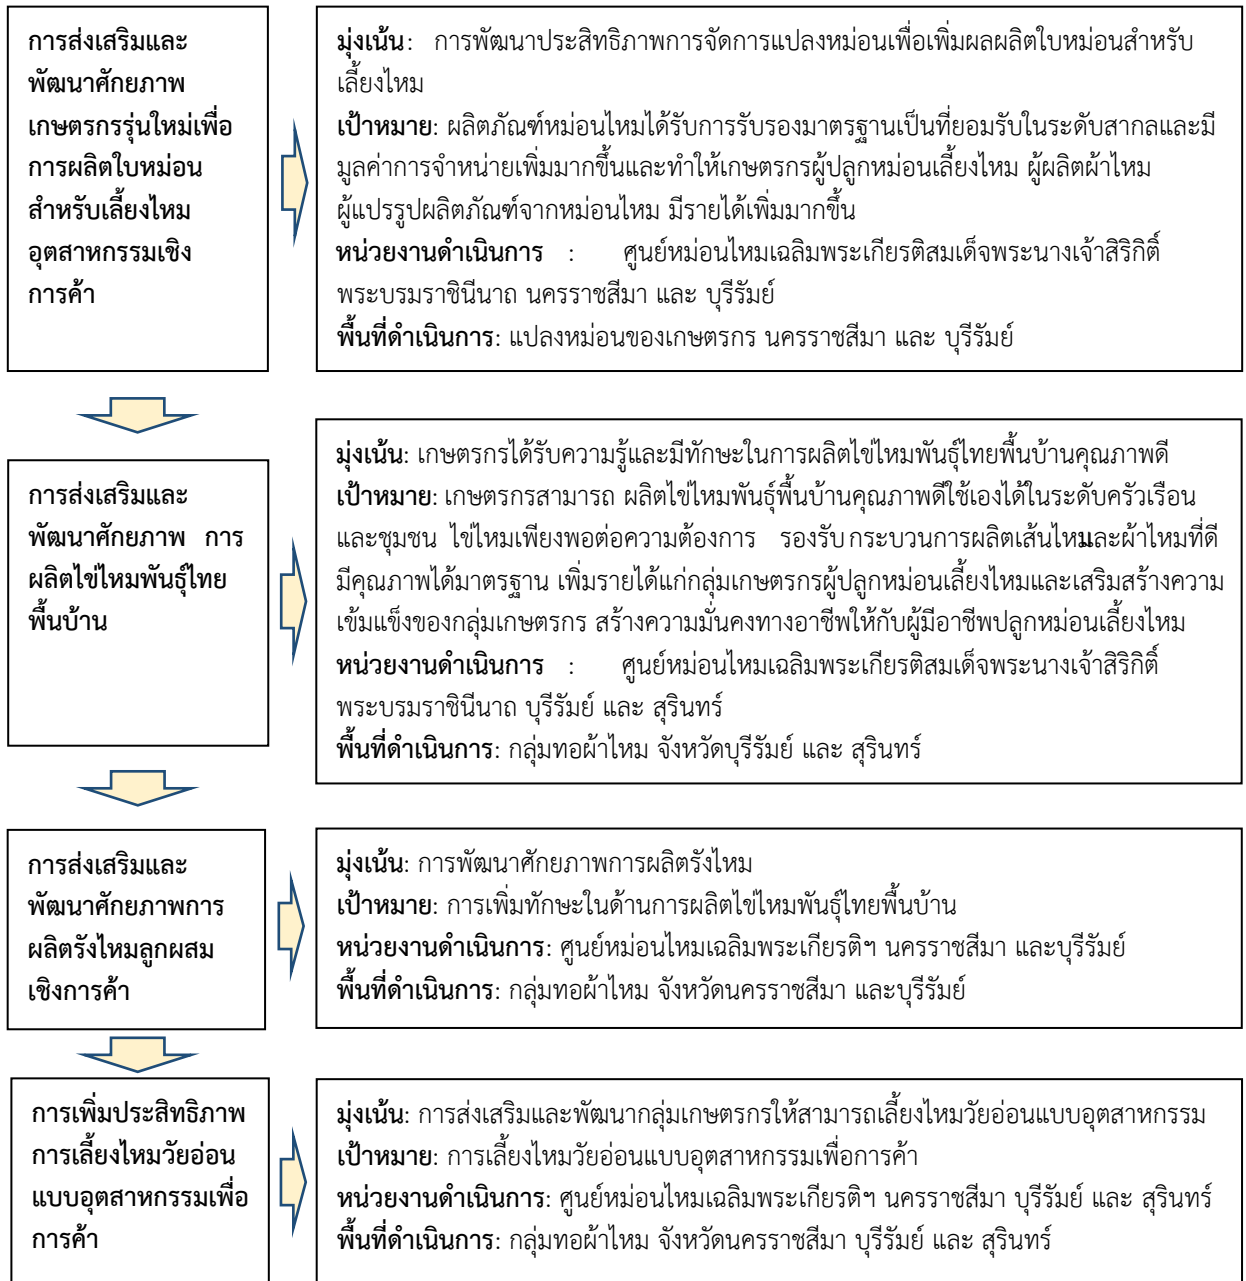 การส่งเสริมและ
พัฒนาศักยภาพ
เกษตรกรรุ่นใหม่เพื่อ
การผลิตใบหม่อน
สำหรับเลี้ยงไหม
อุตสาหกรรมเชิง
การค้า
มุ่งเน้น: การพัฒนาประสิทธิภาพการจัดการแปลงหม่อนเพื่อเพิ่มผลผลิตใบหม่อนสำหรับ
เลี้ยงไหม
เป้าหมาย: ผลิตภัณฑ์หม่อนไหมได้รับการรับรองมาตรฐานเป็นที่ยอมรับในระดับสากลและมี
มูลค่าการจำหน่ายเพิ่มมากขึ้นและทำให้เกษตรกรผู้ปลูกหม่อนเลี้ยงไหม ผู้ผลิตผ้าไหม
ผู้แปรรูปผลิตภัณฑ์จากหม่อนไหม มีรายได้เพิ่มมากขึ้น
หน่วยงานดำเนินการ : ศูนย์หม่อนไหมเฉลิมพระเกียรติสมเด็จพระนางเจ้าสิริกิติ์
พระบรมราชินีนาถ นครราชสีมา และ บุรีรัมย์
พื้นที่ดำเนินการ: แปลงหม่อนของเกษตรกร นครราชสีมา และ บุรีรัมย์
การส่งเสริมและ
พัฒนาศักยภาพ การ
ผลิตไข่ไหมพันธุ์ไทย
พื้นบ้าน
มุ่งเน้น: เกษตรกรได้รับความรู้และมีทักษะในการผลิตไข่ไหมพันธุ์ไทยพื้นบ้านคุณภาพดี
เป้าหมาย: เกษตรกรสามารถ ผลิตไข่ไหมพันธุ์พื้นบ้านคุณภาพดีใช้เองได้ในระดับครัวเรือน
และชุมชน ไข่ไหมเพียงพอต่อความต้องการ รองรับกระบวนการผลิตเส้นไหมและผ้าไหมที่ดี
มีคุณภาพได้มาตรฐาน เพิ่มรายได้แก่กลุ่มเกษตรกรผู้ปลูกหม่อนเลี้ยงไหมและเสริมสร้างความ
เข้มแข็งของกลุ่มเกษตรกร สร้างความมั่นคงทางอาชีพให้กับผู้มีอาชีพปลูกหม่อนเลี้ยงไหม
หน่วยงานดำเนินการ : ศูนย์หม่อนไหมเฉลิมพระเกียรติสมเด็จพระนางเจ้าสิริกิติ์
พระบรมราชินีนาถ บุรีรัมย์ และ สุรินทร์
พื้นที่ดำเนินการ: กลุ่มทอผ้าไหม จังหวัดบุรีรัมย์ และ สุรินทร์
การส่งเสริมและ
พัฒนาศักยภาพการ
ผลิตรังไหมลูกผสม
เชิงการค้า
มุ่งเน้น: การพัฒนาศักยภาพการผลิตรังไหม
เป้าหมาย: การเพิ่มทักษะในด้านการผลิตไข่ไหมพันธุ์ไทยพื้นบ้าน
หน่วยงานดำเนินการ: ศูนย์หม่อนไหมเฉลิมพระเกียรติฯ นครราชสีมา และบุรีรัมย์
พื้นที่ดำเนินการ: กลุ่มทอผ้าไหม จังหวัดนครราชสีมา และบุรีรัมย์
การเพิ่มประสิทธิภาพ
การเลี้ยงไหมวัยอ่อน
แบบอุตสาหกรรมเพื่อ
การค้า
มุ่งเน้น: การส่งเสริมและพัฒนากลุ่มเกษตรกรให้สามารถเลี้ยงไหมวัยอ่อนแบบอุตสาหกรรม
เป้าหมาย: การเลี้ยงไหมวัยอ่อนแบบอุตสาหกรรมเพื่อการค้า
หน่วยงานดำเนินการ: ศูนย์หม่อนไหมเฉลิมพระเกียรติฯ นครราชสีมา บุรีรัมย์ และ สุรินทร์
พื้นที่ดำเนินการ: กลุ่มทอผ้าไหม จังหวัดนครราชสีมา บุรีรัมย์ และ สุรินทร์